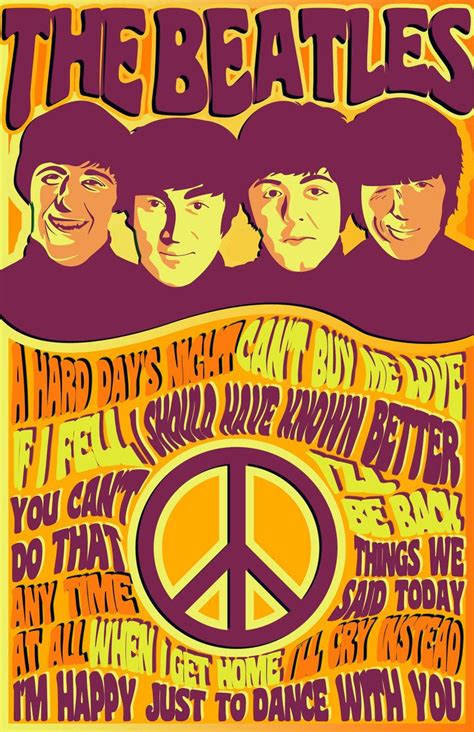 THE BEATLES
A HARD DAY'S NIGHT CAN'T BUY ME LOVE
IF I FELL I SHOULD HAVE KNOWN BETTER
YOU CAN'T
DO THAT
I'LL
BE BACK
ANY TIME
AT ALL
THINGS WE
SAID TODAY
WHEN I GET HOME I'LL CRY INSTEAD
I'M HAPPY JUST TO DANCE WITH YOU